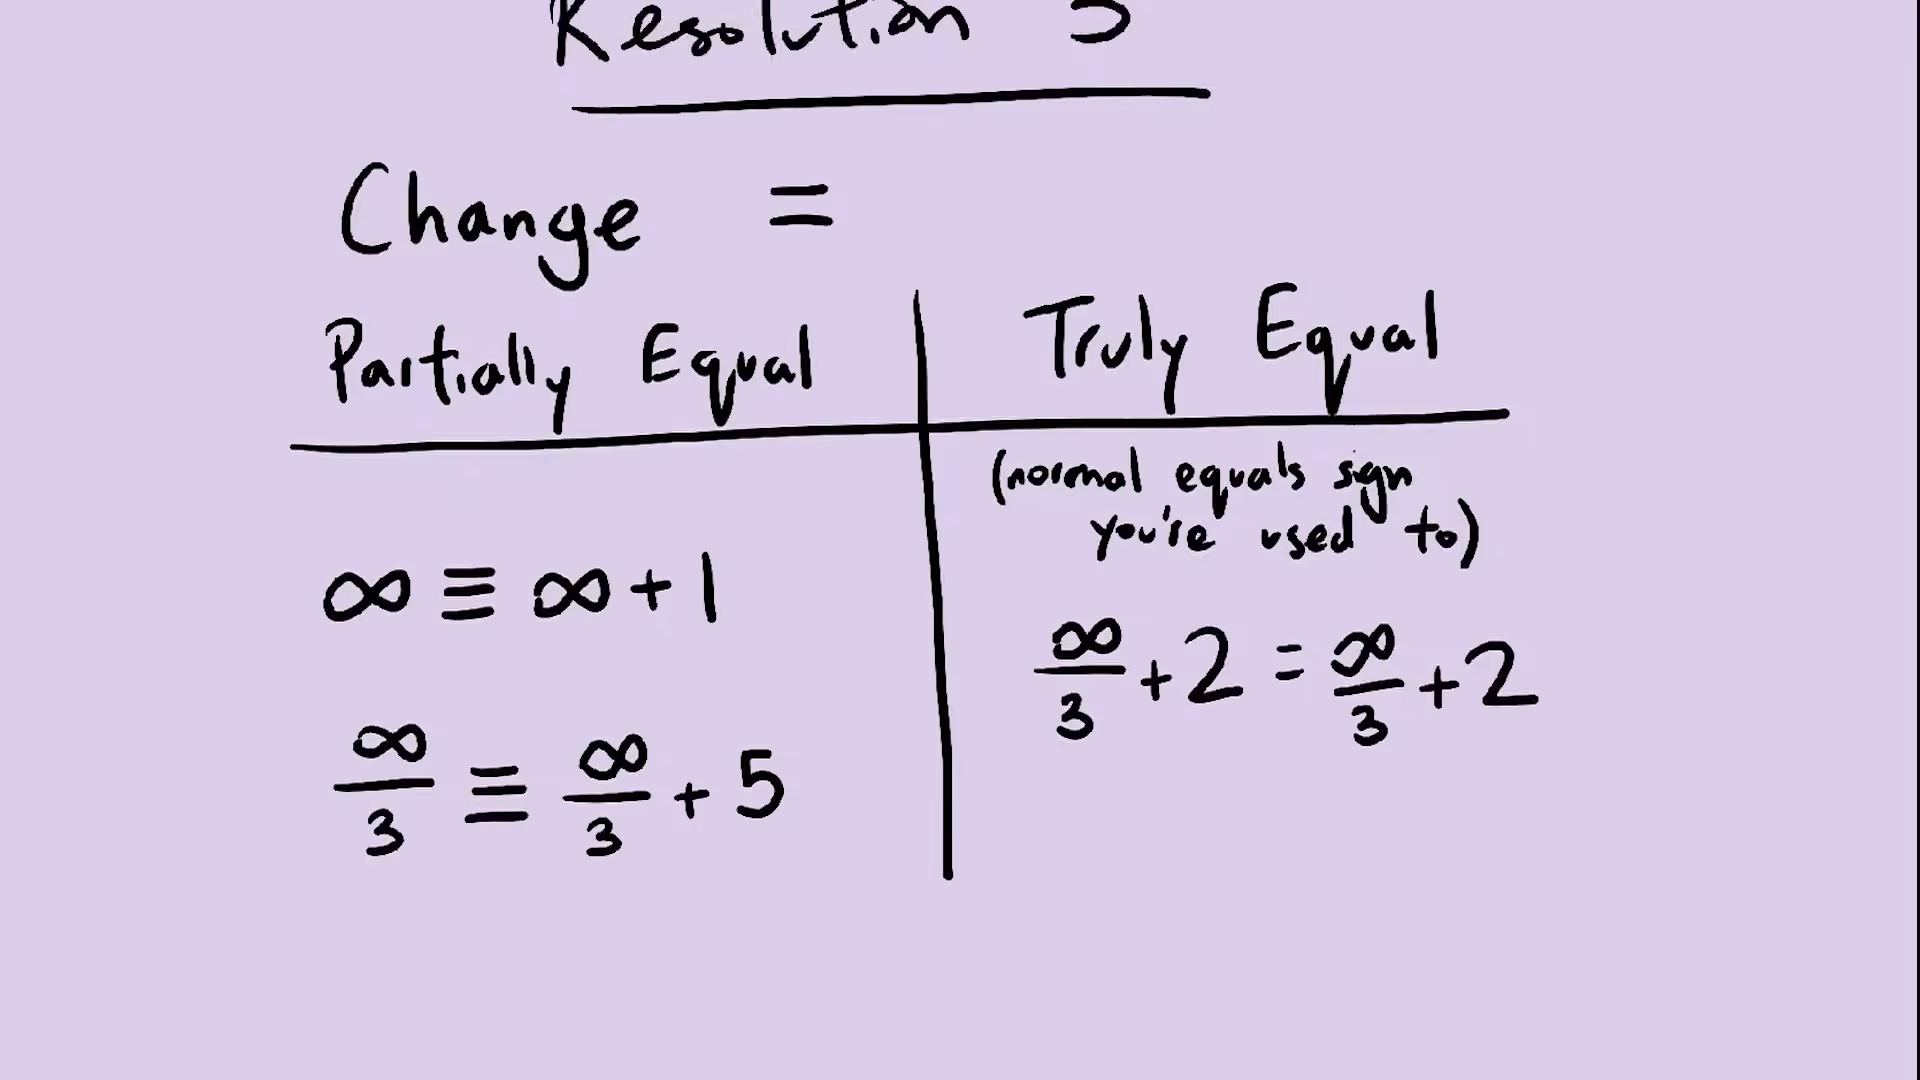 Resolution 3
Change =
Partially Equal
Truly Equal
(normal equals sign
you're used to)
∞ ≡ ∞ + 1
∞/3 + 2 = ∞/3 + 2
∞/3 ≡ ∞/3 + 5